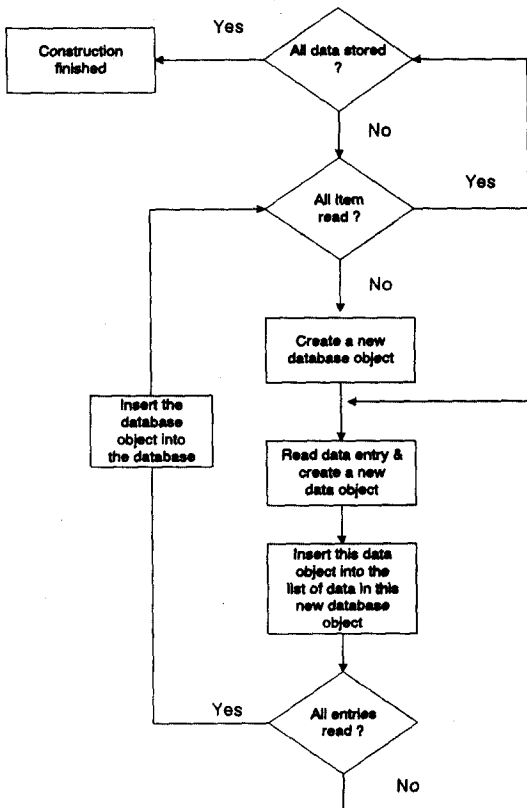 Yes
Construction
finished
All data stored
?
No
All item
read ?
Yes
No
Create a new
database object
Insert the
database
object into
the database
Read data entry &
create a new
data object
Insert this data
object into the
list of data in this
new database
object
Yes
All entries
read ?
No